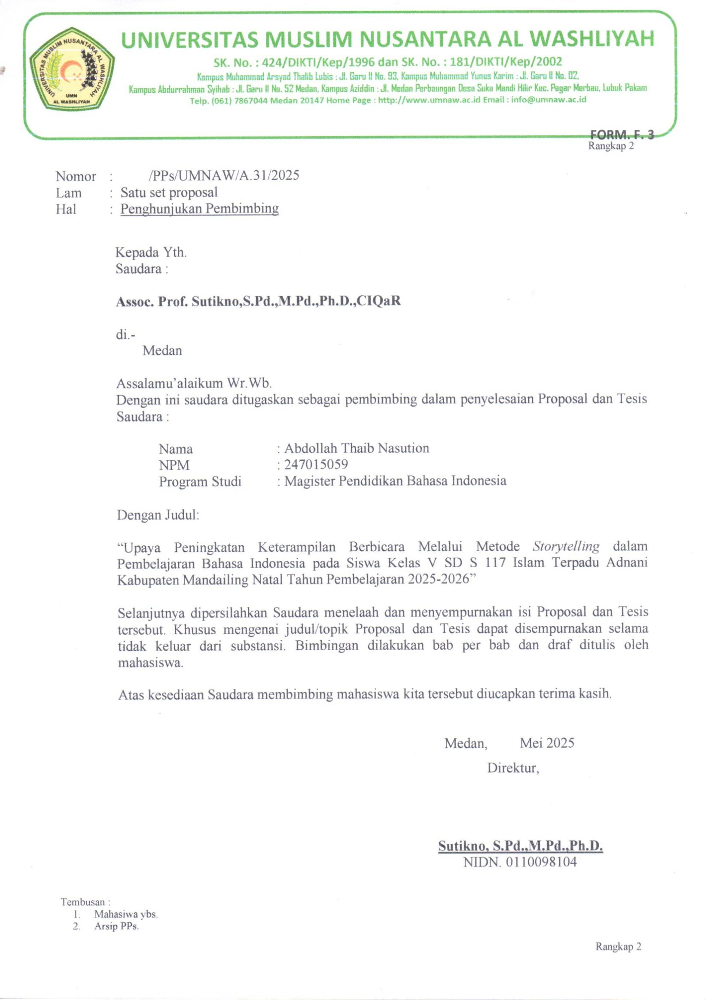 UNIVERSITAS MUSLIM NUSANTARA AL WASHLIYAH
UMN
AL WASHLIYAH
UNIVERSITAS MUSLIM NUSANTARA AL WASHLIYAH
SK. No. : 424/DIKTI/Kep/1996 dan SK. No. : 181/DIKTI/Kep/2002
Kampus Muhammad Arsyad Thalib Lubis : Jl. Garu II No. 93, Kampus Muhammad Yunus Karim : Jl. Garu II No. 02,
Kampus Abdurrahman Syihab : Jl. Garu II No. 52 Medan, Kampus Aziddin : Jl. Medan Perbaungan Desa Suka Mandi Hilir Kec. Pagar Merbau, Lubuk Pakam
Telp. (061) 7867044 Medan 20147 Home Page : http://www.umnaw.ac.id Email : info@umnaw.ac.id
FORM. F. 3
Rangkap 2
Nomor : /PPs/UMNAW/A.31/2025
Lam : Satu set proposal
Hal : Penghunjukan Pembimbing
Kepada Yth.
Saudara :
Assoc. Prof. Sutikno,S.Pd.,M.Pd.,Ph.D.,CIQaR
di.-
Medan
Assalamu’alaikum Wr.Wb.
Dengan ini saudara ditugaskan sebagai pembimbing dalam penyelesaian Proposal dan Tesis
Saudara :
Nama : Abdollah Thaib Nasution
NPM : 247015059
Program Studi : Magister Pendidikan Bahasa Indonesia
Dengan Judul:
“Upaya Peningkatan Keterampilan Berbicara Melalui Metode Storytelling dalam
Pembelajaran Bahasa Indonesia pada Siswa Kelas V SD S 117 Islam Terpadu Adnani
Kabupaten Mandailing Natal Tahun Pembelajaran 2025-2026”
Selanjutnya dipersilahkan Saudara menelaah dan menyempurnakan isi Proposal dan Tesis
tersebut. Khusus mengenai judul/topik Proposal dan Tesis dapat disempurnakan selama
tidak keluar dari substansi. Bimbingan dilakukan bab per bab dan draf ditulis oleh
mahasiswa.
Atas kesediaan Saudara membimbing mahasiswa kita tersebut diucapkan terima kasih.
Medan, Mei 2025
Direktur,
Sutikno, S.Pd.,M.Pd.,Ph.D.
NIDN. 0110098104
Tembusan :
1. Mahasiwa ybs.
2. Arsip PPs.
Rangkap 2